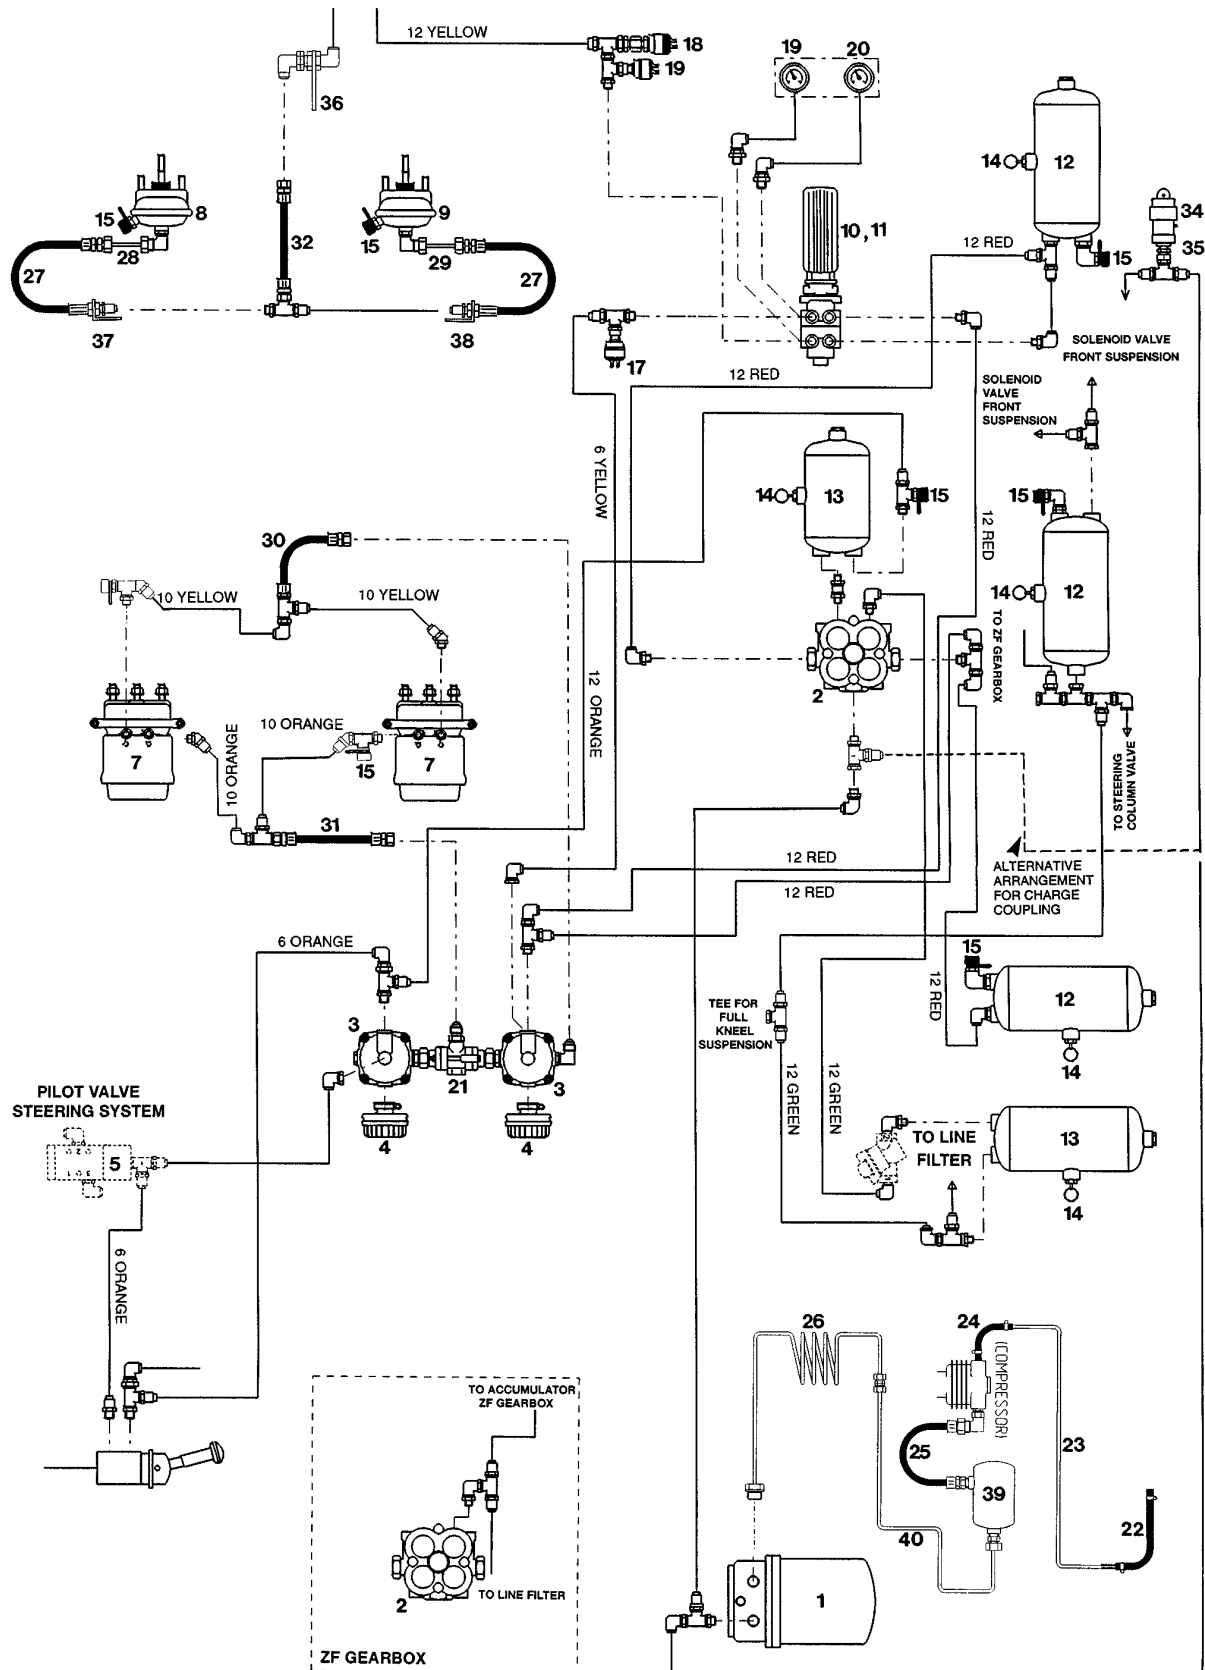 12 YELLOW
18
19
19
20
36
14
12
34
15
8
9
15
10, 11
32
12 RED
35
15
28
29
27
27
37
38
17
SOLENOID VALVE
FRONT SUSPENSION
12 RED
SOLENOID
VALVE
FRONT
SUSPENSION
6 YELLOW
14
13
15
15
12 RED
30
10 YELLOW
10 YELLOW
14
12
TO ZF GEARBOX
2
12 ORANGE
10 ORANGE
10 ORANGE
7
15
7
31
TO STEERING
COLUMN VALVE
12 RED
12 RED
ALTERNATIVE
ARRANGEMENT
FOR CHARGE
COUPLING
6 ORANGE
15
12 RED
12
TEE FOR
FULL
KNEEL
SUSPENSION
3
21
3
14
12 GREEN
12 GREEN
PILOT VALVE
STEERING SYSTEM
4
4
TO LINE
FILTER
13
5
2
1
3
14
6 ORANGE
26
24
(COMPRESSOR)
TO ACCUMULATOR
ZF GEARBOX
25
23
39
22
40
2
TO LINE FILTER
1
ZF GEARBOX